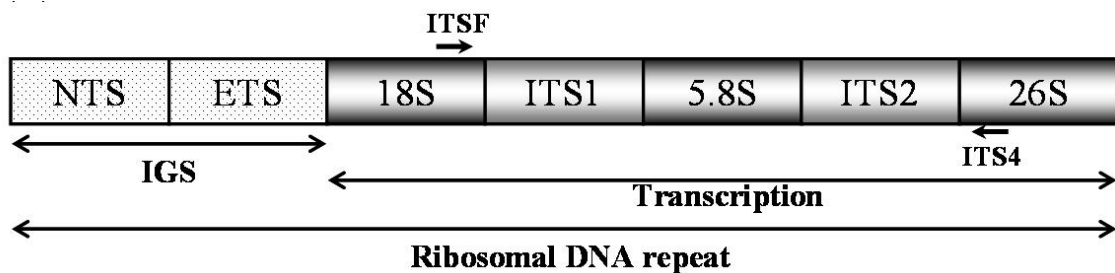 ITSF
NTS ETS 18S ITS1 5.8S ITS2 26S
ITS4
IGS
Transcription
Ribosomal DNA repeat